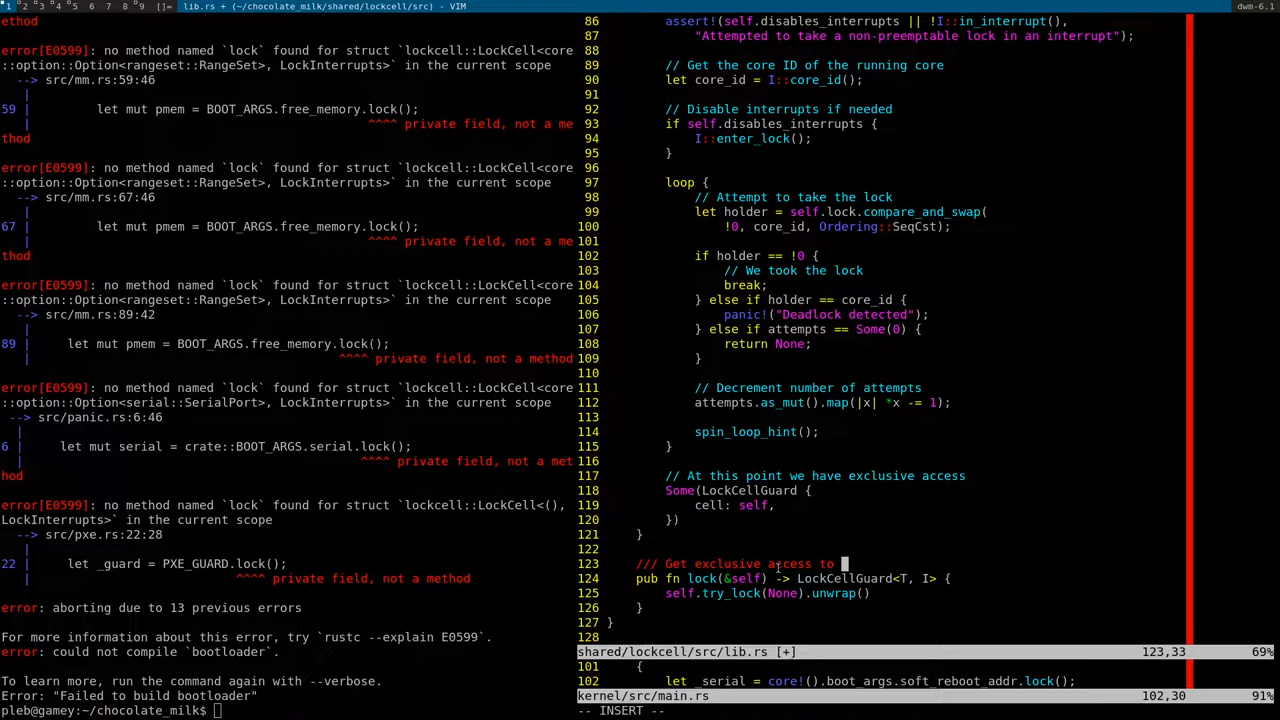 1 2 3 4 5 6 7 8 9 []= lib.rs + (~/chocolate_milk/shared/lockcell/src) - VIM dwm-6.1
ethod
error[E0599]: no method named `lock` found for struct `lockcell::LockCell<core
::option::Option<rangeset::RangeSet>, LockInterrupts>` in the current scope
--> src/mm.rs:59:46
|
59 | let mut pmem = BOOT_ARGS.free_memory.lock();
| ^^^^ private field, not a me
thod
error[E0599]: no method named `lock` found for struct `lockcell::LockCell<core
::option::Option<rangeset::RangeSet>, LockInterrupts>` in the current scope
--> src/mm.rs:67:46
|
67 | let mut pmem = BOOT_ARGS.free_memory.lock();
| ^^^^ private field, not a me
thod
error[E0599]: no method named `lock` found for struct `lockcell::LockCell<core
::option::Option<rangeset::RangeSet>, LockInterrupts>` in the current scope
--> src/mm.rs:89:42
|
89 | let mut pmem = BOOT_ARGS.free_memory.lock();
| ^^^^ private field, not a method
error[E0599]: no method named `lock` found for struct `lockcell::LockCell<core
::option::Option<serial::SerialPort>, LockInterrupts>` in the current scope
--> src/panic.rs:6:46
|
6 | let mut serial = crate::BOOT_ARGS.serial.lock();
| ^^^^ private field, not a met
hod
error[E0599]: no method named `lock` found for struct `lockcell::LockCell<(),
LockInterrupts>` in the current scope
--> src/pxe.rs:22:28
|
22 | let _guard = PXE_GUARD.lock();
| ^^^^ private field, not a method
error: aborting due to 13 previous errors
For more information about this error, try `rustc --explain E0599`.
error: could not compile `bootloader`.
To learn more, run the command again with --verbose.
Error: "Failed to build bootloader"
pleb@gamey:~/chocolate_milk$
86 assert!(self.disables_interrupts || !I::in_interrupt(),
87 "Attempted to take a non-preemptable lock in an interrupt");
88
89 // Get the core ID of the running core
90 let core_id = I::core_id();
91
92 // Disable interrupts if needed
93 if self.disables_interrupts {
94 I::enter_lock();
95 }
96
97 loop {
98 // Attempt to take the lock
99 let holder = self.lock.compare_and_swap(
100 !0, core_id, Ordering::SeqCst);
101
102 if holder == !0 {
103 // We took the lock
104 break;
105 } else if holder == core_id {
106 panic!("Deadlock detected");
107 } else if attempts == Some(0) {
108 return None;
109 }
110
111 // Decrement number of attempts
112 attempts.as_mut().map(|x| *x -= 1);
113
114 spin_loop_hint();
115 }
116
117 // At this point we have exclusive access
118 Some(LockCellGuard {
119 cell: self,
120 })
121 }
122
123 /// Get exclusive access to
124 pub fn lock(&self) -> LockCellGuard<T, I> {
125 self.try_lock(None).unwrap()
126 }
127 }
128
shared/lockcell/src/lib.rs [+] 123,33 69%
101 {
102 let _serial = core!().boot_args.soft_reboot_addr.lock();
kernel/src/main.rs 102,30 91%
-- INSERT --